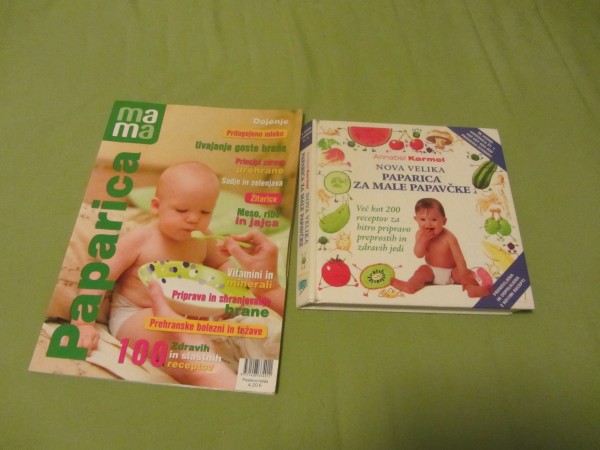 ma
ma
Paparica
Dojenje
Prilagojeno mleko
Uvajanje goste hrane
Principi zdrave
prehrane
Sadje in zelenjava
Žitarice
Meso, ribe
in jajca
Vitamini in
minerali
Priprava in shranjevanje
hrane
Prehranske bolezni in težave
100 Zdravih
in slastnih
receptov
Annabel Karmel
NOVA VELIKA
PAPARICA
ZA MALE PAPAVČKE
Več kot 200
receptov za
hitro pripravo
preprostih in
zdravih jedi